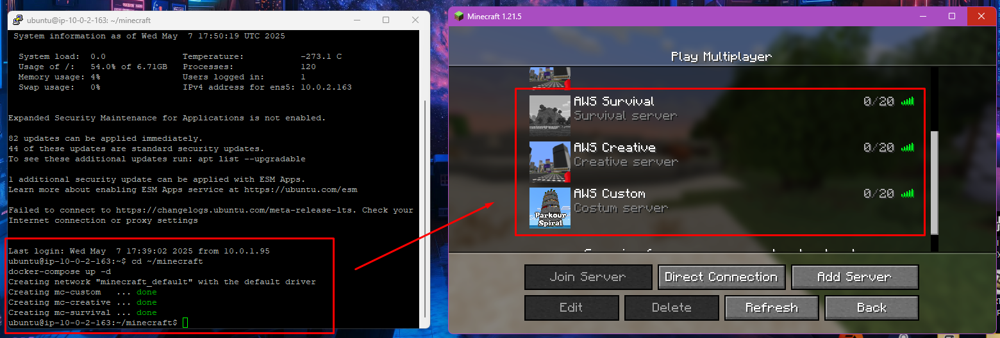 ubuntu@ip-10-0-2-163: ~/minecraft
System information as of Wed May  7 17:50:19 UTC 2025
System load:  0.0                Temperature:           -273.1 C
Usage of /:   54.0% of 6.71GB   Processes:             120
Memory usage: 4%                 Users logged in:       1
Swap usage:   0%                 IPv4 address for ens5: 10.0.2.163
Expanded Security Maintenance for Applications is not enabled.
82 updates can be applied immediately.
44 of these updates are standard security updates.
To see these additional updates run: apt list --upgradable
1 additional security update can be applied with ESM Apps.
Learn more about enabling ESM Apps service at https://ubuntu.com/esm
Failed to connect to https://changelogs.ubuntu.com/meta-release-lts. Check your
Internet connection or proxy settings
Last login: Wed May  7 17:39:02 2025 from 10.0.1.95
ubuntu@ip-10-0-2-163:~$ cd ~/minecraft
docker-compose up -d
Creating network "minecraft_default" with the default driver
Creating mc-custom   ... done
Creating mc-creative ... done
Creating mc-survival ... done
ubuntu@ip-10-0-2-163:~/minecraft$
Minecraft 1.21.5
Play Multiplayer
AWS Survival 0/20
Survival server
AWS Creative 0/20
Creative server
AWS Custom 0/20
Costum server
Parkour
Spiral
Join Server
Direct Connection
Add Server
Edit
Delete
Refresh
Back